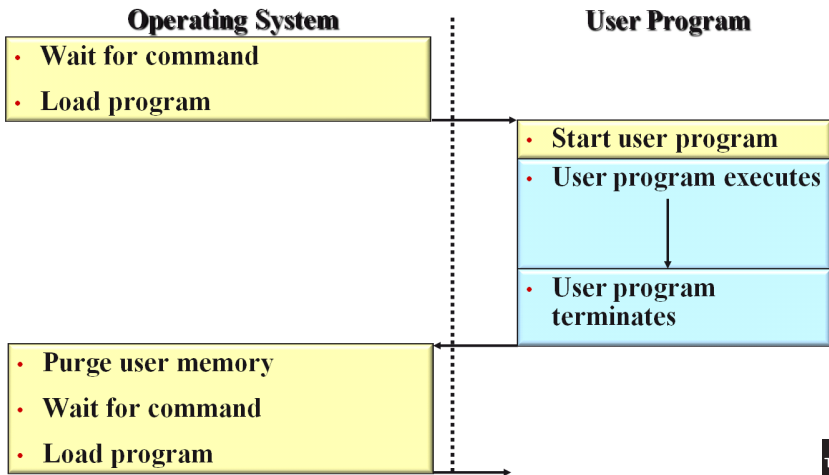 Operating System
User Program
• Wait for command
• Load program
• Start user program
• User program executes
• User program
terminates
• Purge user memory
• Wait for command
• Load program